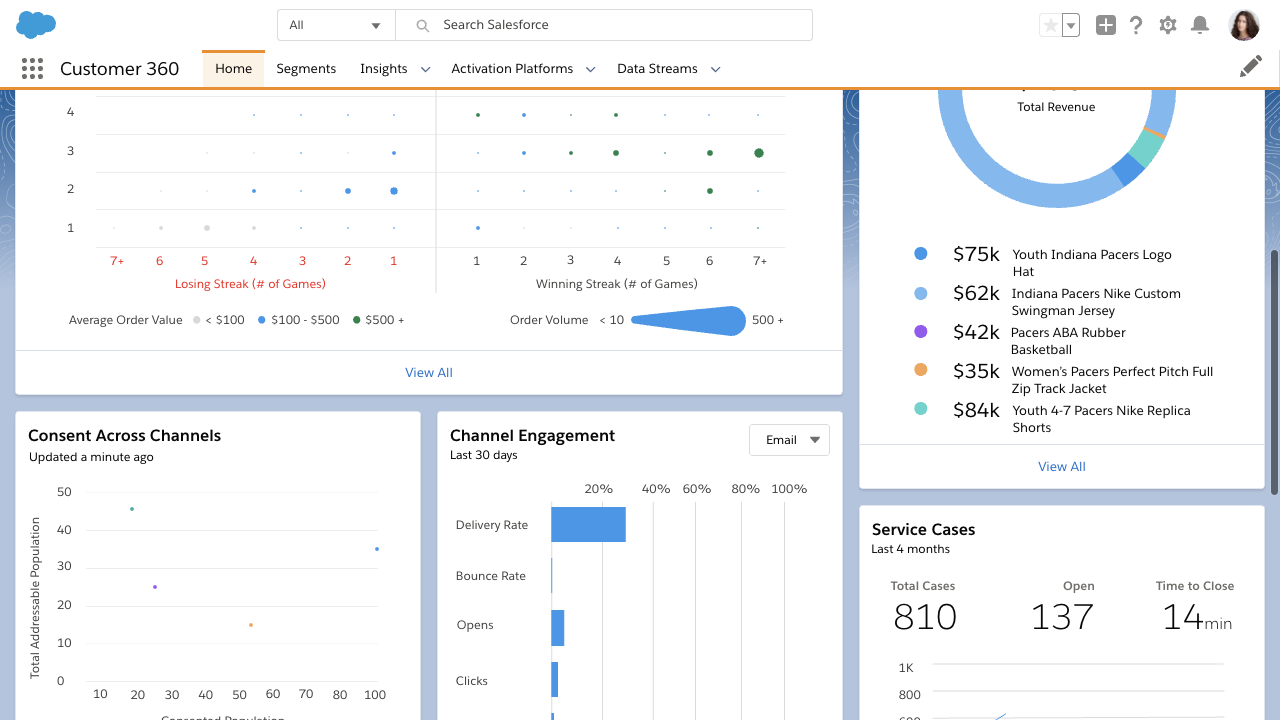 All
Search Salesforce
Customer 360
Home
Segments
Insights
Activation Platforms
Data Streams
4
3
2
1
7+ 6 5 4 3 2 1 1 2 3 4 5 6 7+
Losing Streak (# of Games)
Winning Streak (# of Games)
Average Order Value < $100 $100 - $500 $500 +
Order Volume < 10 500 +
View All
Total Revenue
$75k Youth Indiana Pacers Logo
Hat
$62k Indiana Pacers Nike Custom
Swingman Jersey
$42k Pacers ABA Rubber
Basketball
$35k Women's Pacers Perfect Pitch Full
Zip Track Jacket
$84k Youth 4-7 Pacers Nike Replica
Shorts
View All
Consent Across Channels
Updated a minute ago
Total Addressable Population
50
40
30
20
10
0
10 20 30 40 50 60 70 80 100
Consented Population
Channel Engagement
Last 30 days
Email
20% 40% 60% 80% 100%
Delivery Rate
Bounce Rate
Opens
Clicks
Service Cases
Last 4 months
Total Cases Open Time to Close
810 137 14min
1K
800
600